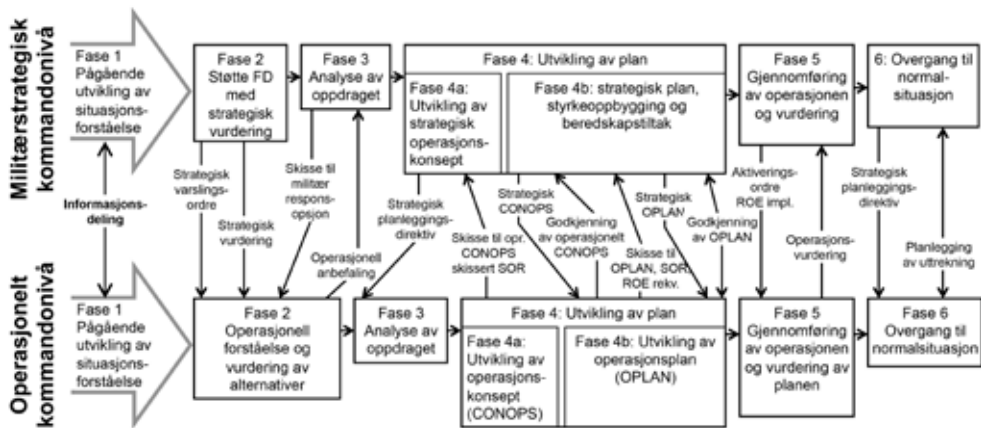 Militærstrategisk
kommandonivå
Fase 1
Pågående
utvikling av
situasjons-
forståelse
Fase 2
Støtte FD
med
strategisk
vurdering
Fase 3
Analyse av
oppdraget
Fase 4: Utvikling av plan
Fase 4a:
Utvikling av
strategisk
operasjons-
konsept
Fase 4b: strategisk plan,
styrkeoppbygging og
beredskapstiltak
Fase 5
Gjennomføring
av operasjonen
og vurdering
6: Overgang til
normal-
situasjon
Informasjons-
deling
Strategisk
varslings-
ordre
Strategisk
vurdering
Skisse til
militær
respons-
opsjon
Operasjonell
anbefaling
Strategisk
planleggings-
direktiv
Skisse til opr.
CONOPS
skissert SOR
Strategisk
CONOPS
Godkjenning
av operasjonelt
CONOPS
Skisse til
OPLAN, SOR,
ROE rekv.
Strategisk
OPLAN
Godkjenning
av OPLAN
Aktiverings-
ordre
ROE impl.
Operasjons-
vurdering
Strategisk
planleggings-
direktiv
Planlegging
av uttrekning
Operasjonelt
kommandonivå
Fase 1
Pågående
utvikling av
situasjons-
forståelse
Fase 2
Operasjonell
forståelse og
vurdering av
alternativer
Fase 3
Analyse av
oppdraget
Fase 4: Utvikling av plan
Fase 4a:
Utvikling av
operasjons-
konsept
(CONOPS)
Fase 4b: Utvikling av
operasjonsplan
(OPLAN)
Fase 5
Gjennomføring
av operasjonen
og vurdering av
planen
Fase 6
Overgang til
normalsituasjon